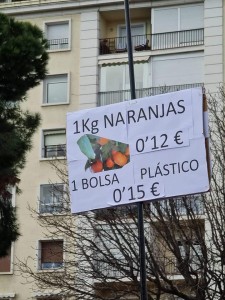 1Kg NARANJAS
0'12 €
1 BOLSA PLÁSTICO
0'15 €